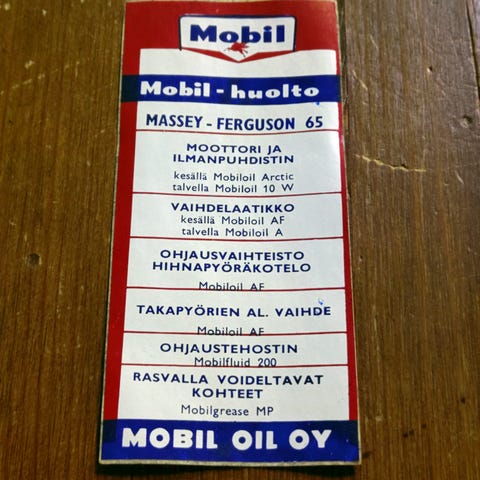 Mobil
Mobil-huolto
MASSEY-FERGUSON 65
MOOTTORI JA
ILMANPUHDISTIN
kesällä Mobiloil Arctic
talvella Mobiloil 10 W
VAIHDELAATIKKO
kesällä Mobiloil AF
talvella Mobiloil A
OHJAUSVAIHTEISTO
HIHNAPYÖRÄKOTELO
Mobiloil AF
TAKAPYÖRIEN AL. VAIHDE
Mobiloil AF
OHJAUSTEHOSTIN
Mobilfluid 200
RASVALLA VOIDELTAVAT
KOHTEET
Mobilgrease MP
MOBIL OIL OY